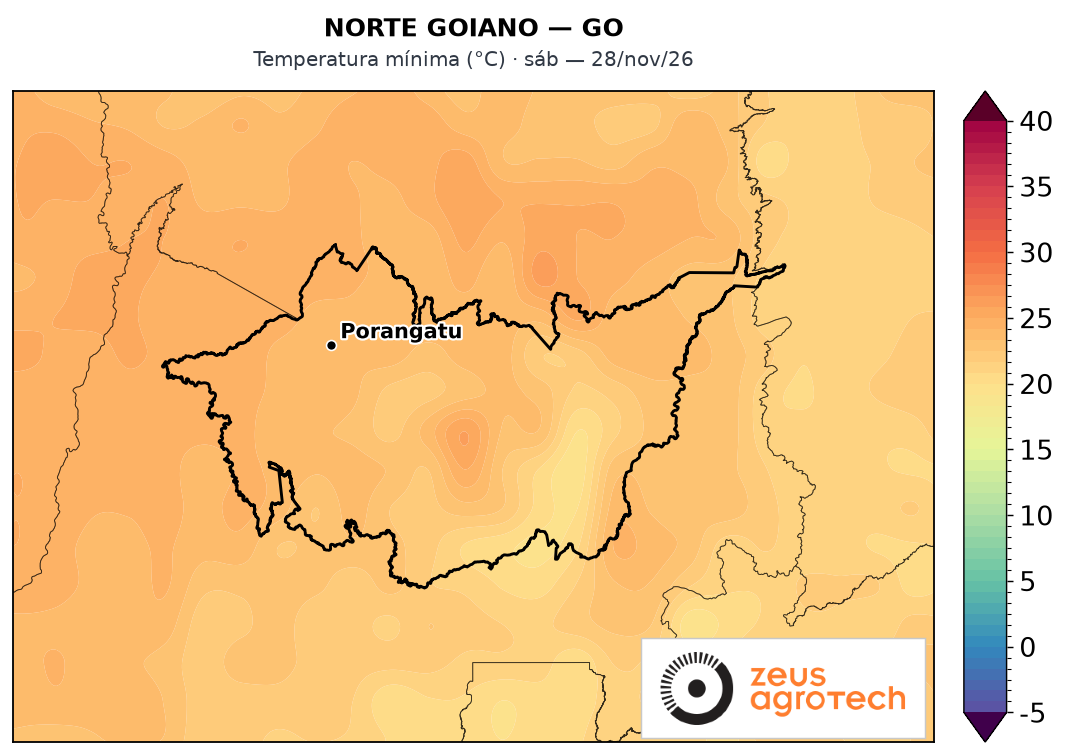 NORTE GOIANO — GO
Temperatura mínima (°C) · sáb — 28/nov/26
40
35
30
25
20
15
10
5
0
-5
Porangatu
zeus
agrotech